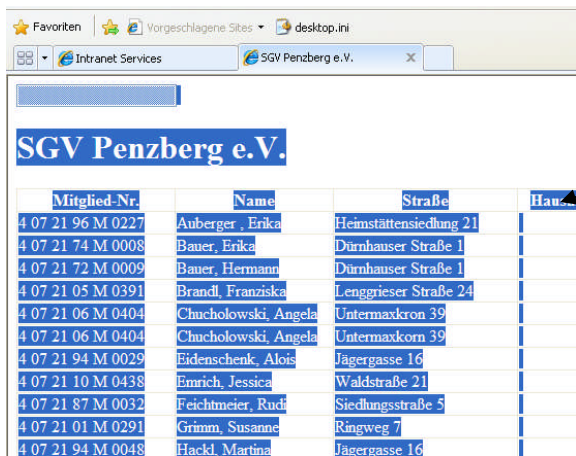 Favoriten Vorgeschlagene Sites desktop.ini
Intranet Services SGV Penzberg e.V. X
SGV Penzberg e.V.
Mitglied-Nr. Name Straße
4 07 21 96 M 0227 Auberger , Erika Heimstättensiedlung 21
4 07 21 74 M 0008 Bauer, Erika Dürnhauser Straße 1
4 07 21 72 M 0009 Bauer, Hermann Dürnhauser Straße 1
4 07 21 05 M 0391 Brandl, Franziska Lenggrieser Straße 24
4 07 21 06 M 0404 Chucholowski, Angela Untermaxkron 39
4 07 21 06 M 0404 Chucholowski, Angela Untermaxkorn 39
4 07 21 94 M 0029 Eidenschenk, Alois Jägergasse 16
4 07 21 10 M 0438 Emrich, Jessica Waldstraße 21
4 07 21 87 M 0032 Feichtmeier, Rudi Siedlungsstraße 5
4 07 21 01 M 0291 Grimm, Susanne Ringweg 7
4 07 21 94 M 0048 Hackl, Martina Jägergasse 16